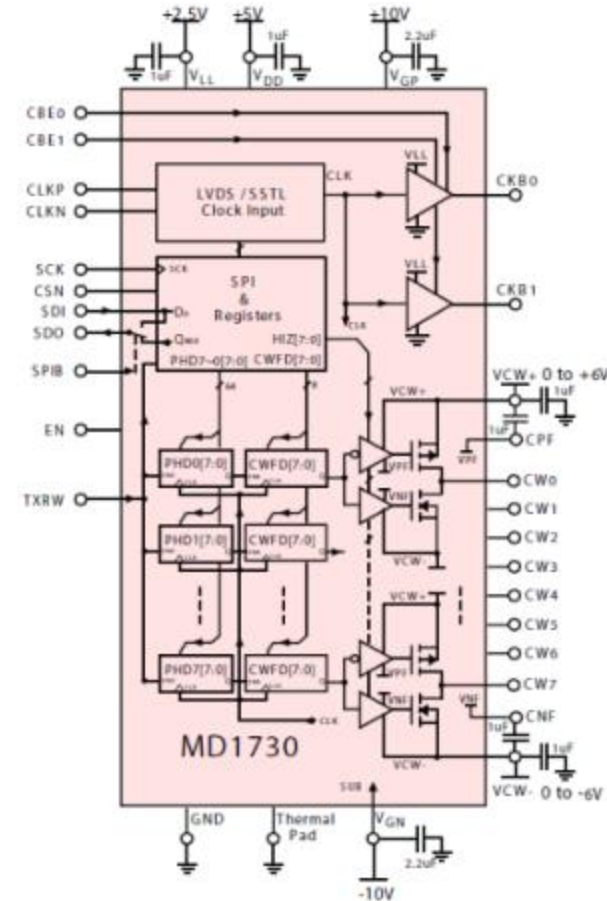 +2.5V +5V +10V
1uF 1uF 2.2uF
VLL VDD VGP
CBE0
CBE1
CLKP
CLKN
LVDS / SSTL
Clock Input
CLK
VLL
CKB0
SCK
CSN
SDI
SDO
SPIB
SCK
SPI
&
Registers
HIZ[7:0]
PHD7~0[7:0] CWFD[7:0]
64 8
VLL
CKB1
CLK
EN
TXRW
VCW+ 0 to +6V
1uF
1uF
CPF
VPF
VCW+
VPF
VNF
VCW-
PHD0[7:0] CWFD[7:0]
PHD1[7:0] CWFD[7:0]
PHD7[7:0] CWFD[7:0]
CW0
CW1
CW2
CW3
CW4
CW5
CW6
CW7
VCW+
VPF
VNF
VCW-
VNF
CNF
1uF
1uF
VCW- 0 to -6V
CLK
MD1730
SUB
GND
Thermal
Pad
VGN
2.2uF
-10V